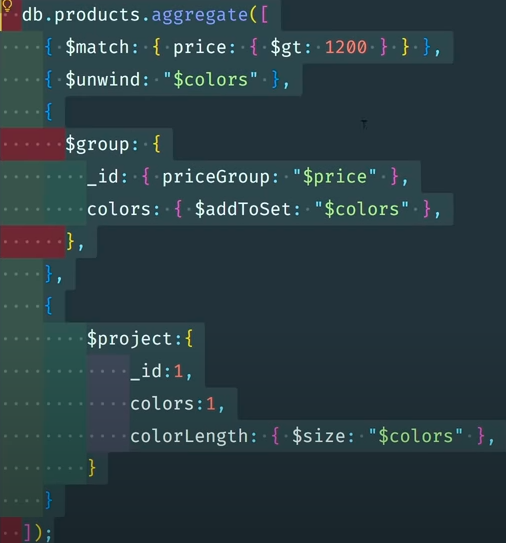 db.products.aggregate([
{ $match: { price: { $gt: 1200 } } },
{ $unwind: "$colors" },
{
$group: {
_id: { priceGroup: "$price" },
colors: { $addToSet: "$colors" },
},
},
{
$project:{
_id:1,
colors:1,
colorLength: { $size: "$colors" },
}
}
]);